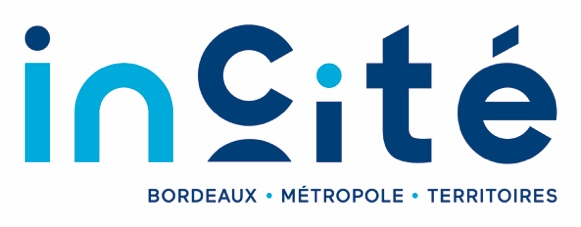 incité
BORDEAUX • MÉTROPOLE • TERRITOIRES